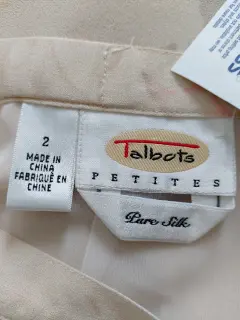 2
MADE IN
CHINA
FABRIQUÉ EN
CHINE
Talbots
PETITES
Pure Silk